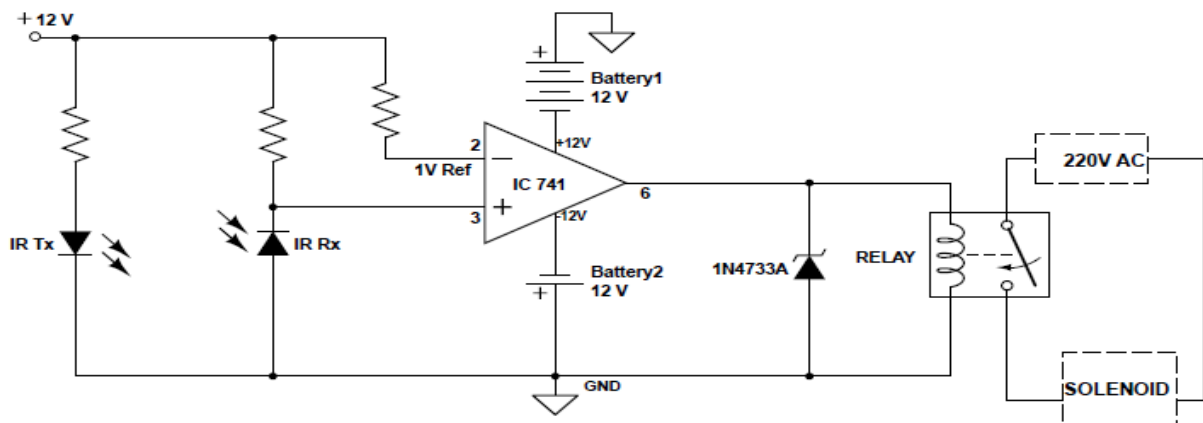 + 12 V
+
Battery1
12 V
2
+12V
1V Ref
−
IC 741
6
3
+
-12V
220V AC
IR Tx
IR Rx
Battery2
12 V
+
1N4733A
RELAY
GND
SOLENOID